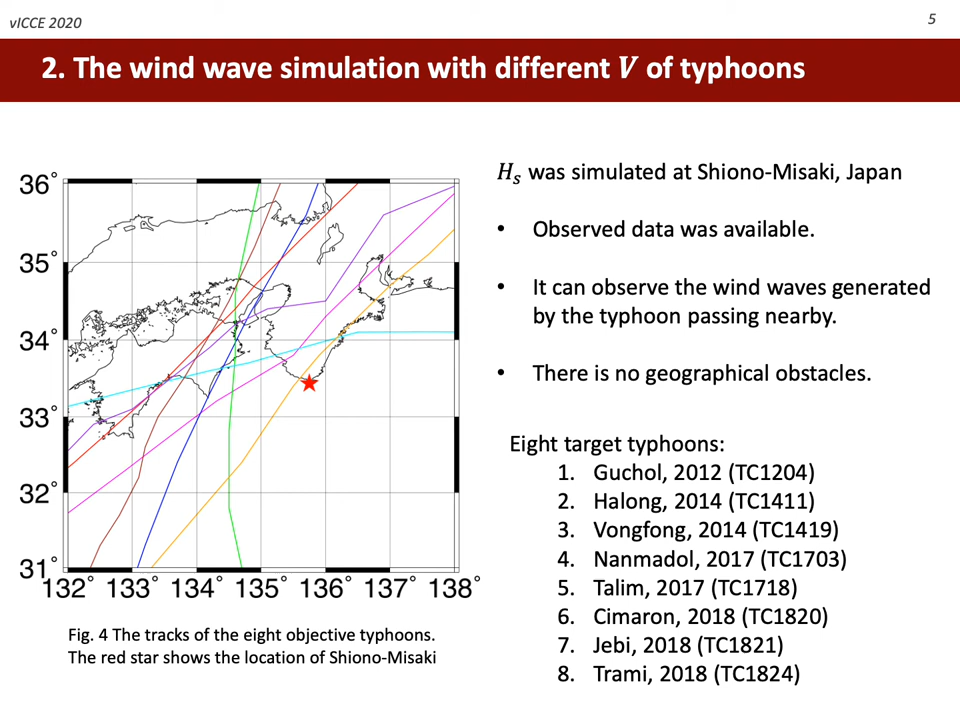 vICCE 2020
5
2. The wind wave simulation with different V of typhoons
36°
35°
34°
33°
32°
31°
132° 133° 134° 135° 136° 137° 138°
Fig. 4 The tracks of the eight objective typhoons.
The red star shows the location of Shiono-Misaki
Hs was simulated at Shiono-Misaki, Japan
• Observed data was available.
• It can observe the wind waves generated
by the typhoon passing nearby.
• There is no geographical obstacles.
Eight target typhoons:
1. Guchol, 2012 (TC1204)
2. Halong, 2014 (TC1411)
3. Vongfong, 2014 (TC1419)
4. Nanmadol, 2017 (TC1703)
5. Talim, 2017 (TC1718)
6. Cimaron, 2018 (TC1820)
7. Jebi, 2018 (TC1821)
8. Trami, 2018 (TC1824)